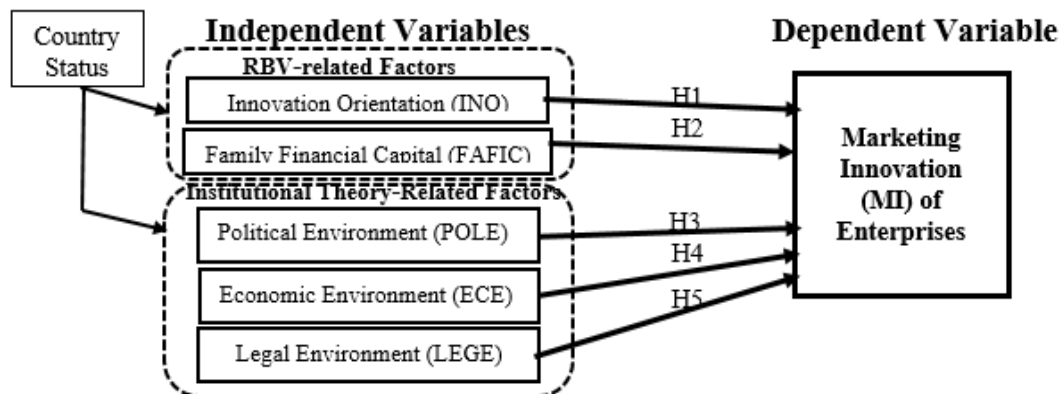 Country
Status
Independent Variables
RBV-related Factors
Innovation Orientation (INO)
Family Financial Capital (FAFIC)
Institutional Theory-Related Factors
Political Environment (POLE)
Economic Environment (ECE)
Legal Environment (LEGE)
H1
H2
H3
H4
H5
Dependent Variable
Marketing
Innovation
(MI) of
Enterprises